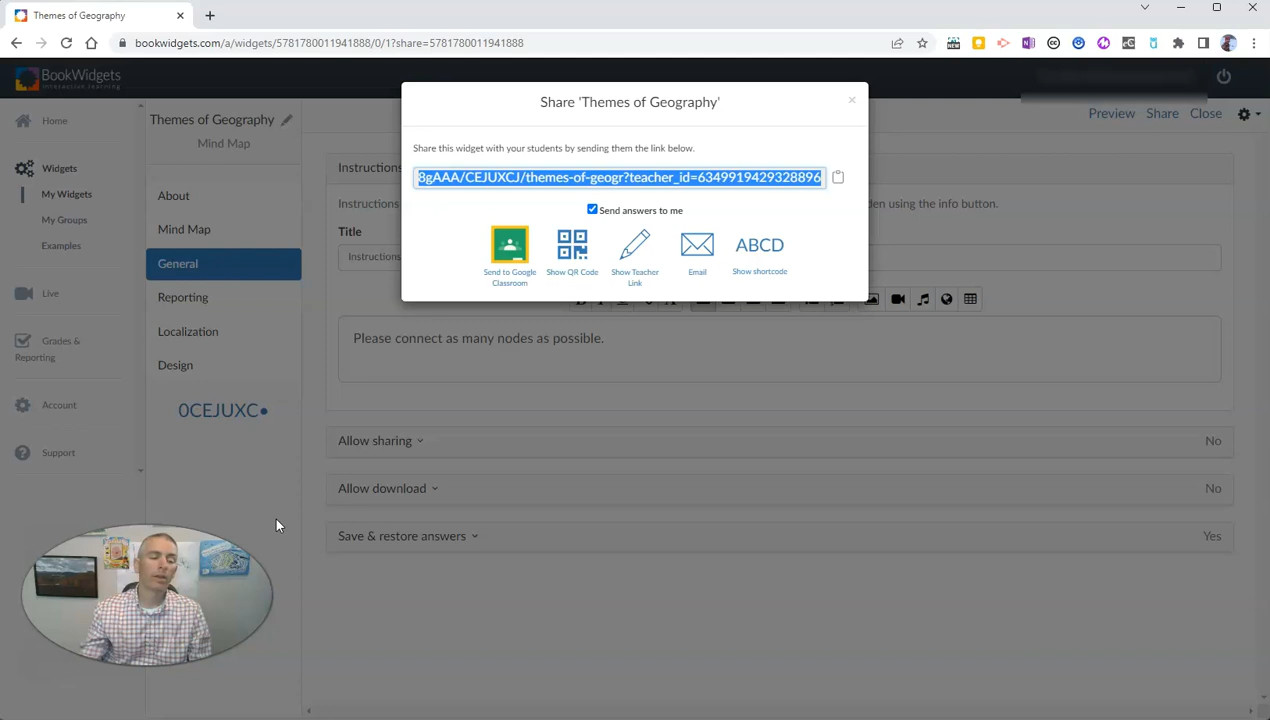 Themes of Geography
bookwidgets.com/a/widgets/5781780011941888/0/1?share=5781780011941888
BookWidgets
interactive learning
Home
Widgets
My Widgets
My Groups
Examples
Live
Grades &
Reporting
Account
Support
Themes of Geography
Mind Map
About
Mind Map
General
Reporting
Localization
Design
0CEJUXC•
Preview Share Close
Share 'Themes of Geography'
Share this widget with your students by sending them the link below.
8gAAA/CEJUXCJ/themes-of-geogr?teacher_id=6349919429328896
Send answers to me
ABCD
Send to Google
Classroom
Show QR Code
Show Teacher
Link
Email
Show shortcode
Instructions
den using the info button.
Title
Instructions
Please connect as many nodes as possible.
Allow sharing No
Allow download No
Save & restore answers Yes